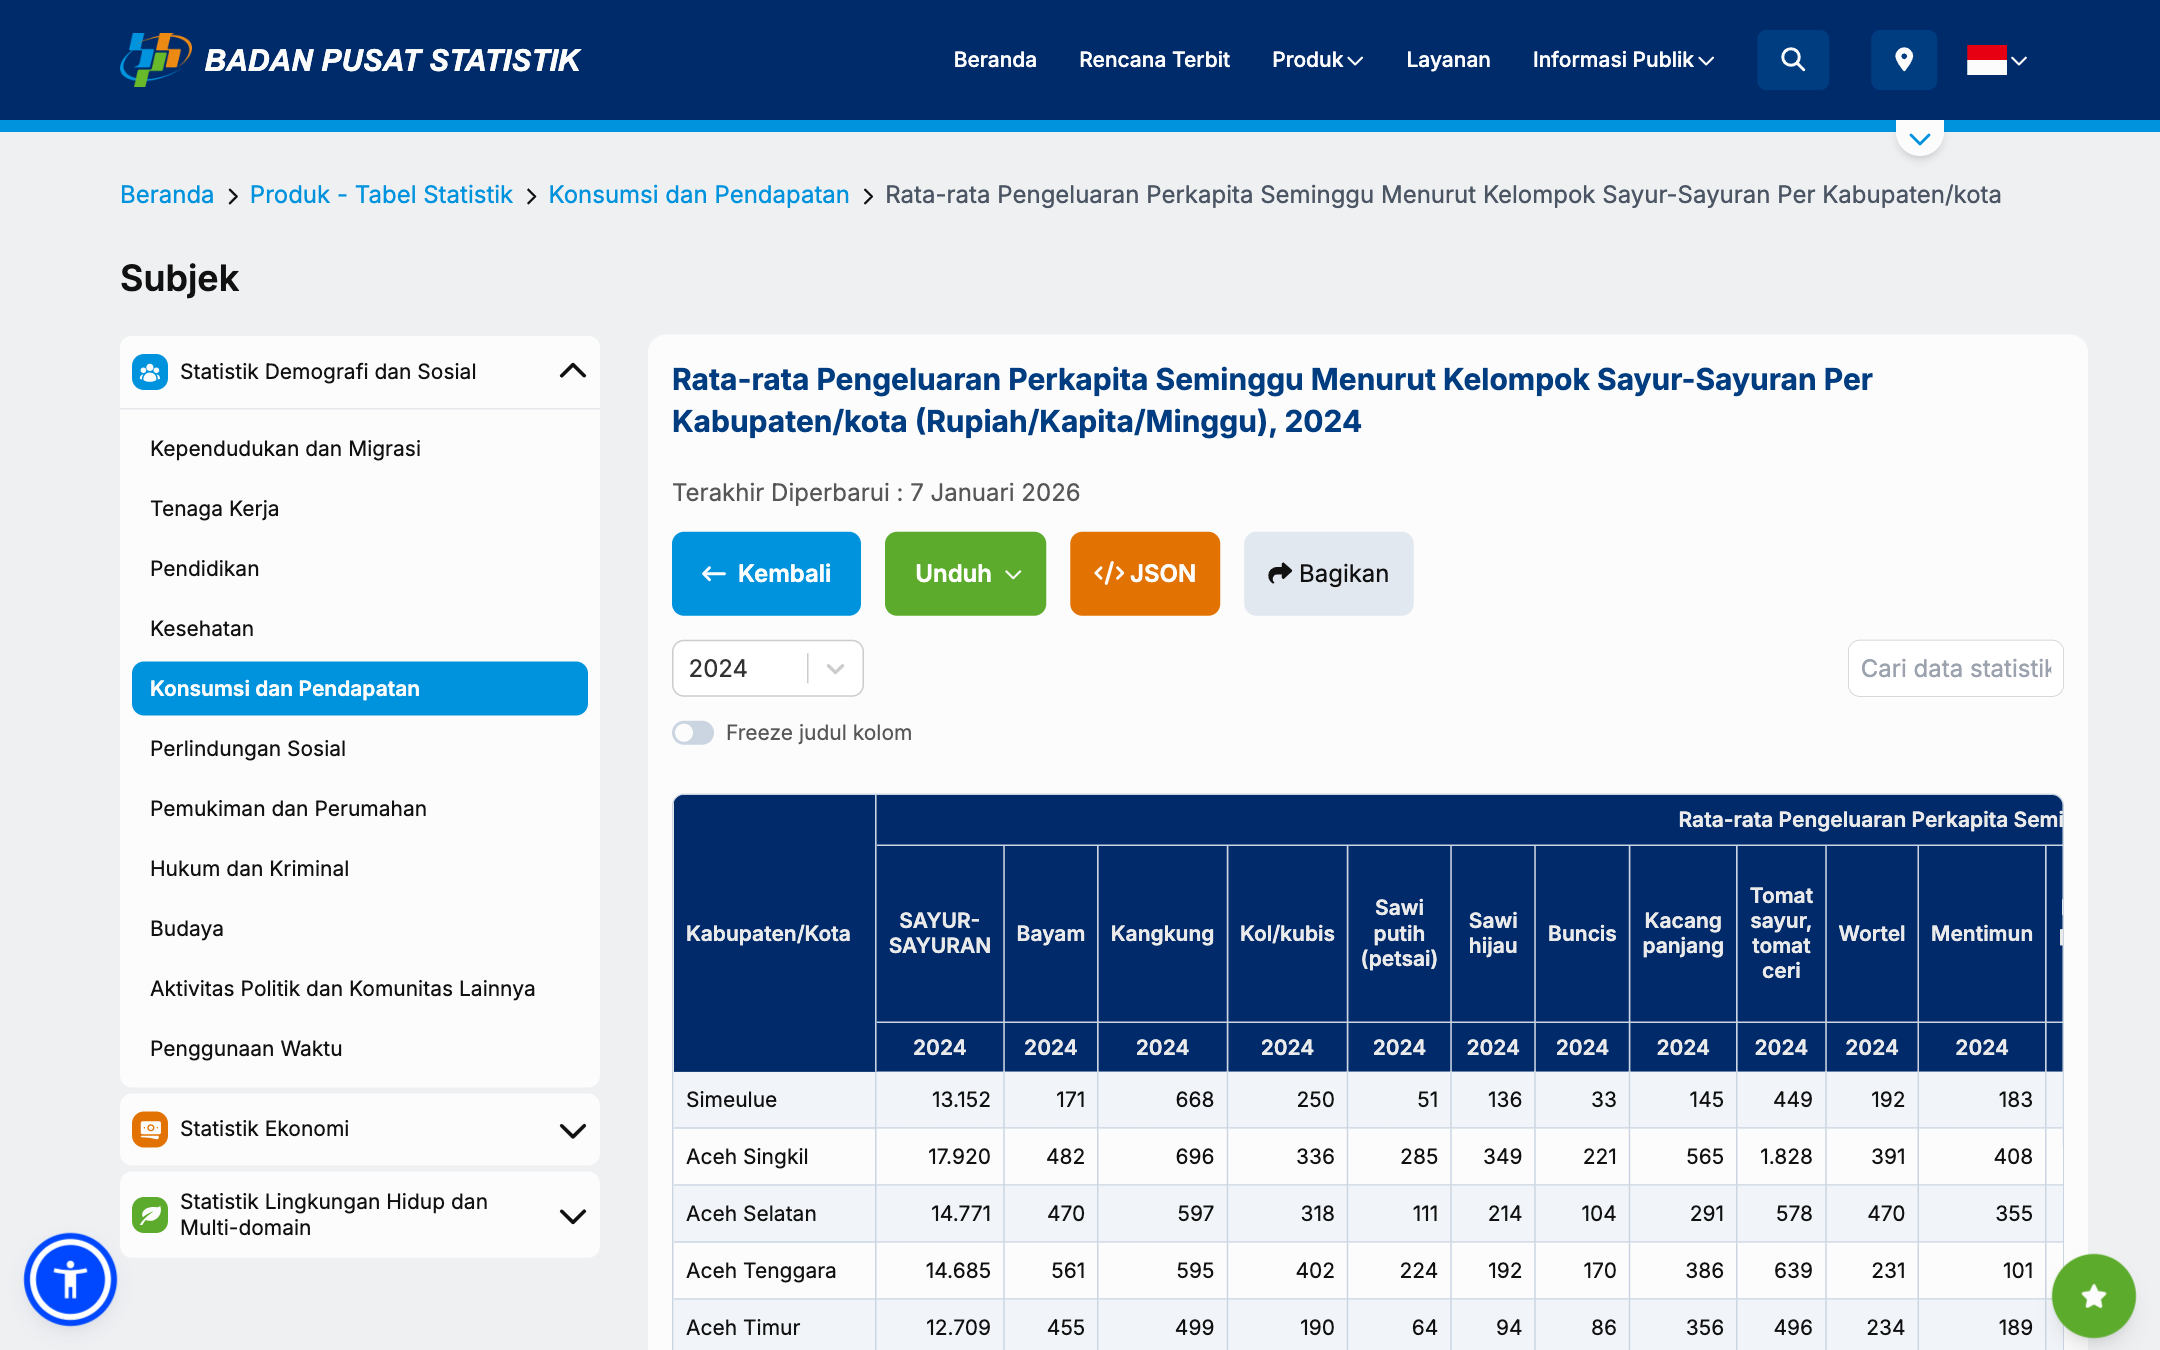 BADAN PUSAT STATISTIK
Beranda
Rencana Terbit
Produk
Layanan
Informasi Publik
Beranda > Produk - Tabel Statistik > Konsumsi dan Pendapatan > Rata-rata Pengeluaran Perkapita Seminggu Menurut Kelompok Sayur-Sayuran Per Kabupaten/kota
Subjek
Statistik Demografi dan Sosial
Kependudukan dan Migrasi
Tenaga Kerja
Pendidikan
Kesehatan
Konsumsi dan Pendapatan
Perlindungan Sosial
Pemukiman dan Perumahan
Hukum dan Kriminal
Budaya
Aktivitas Politik dan Komunitas Lainnya
Penggunaan Waktu
Statistik Ekonomi
Statistik Lingkungan Hidup dan
Multi-domain
Rata-rata Pengeluaran Perkapita Seminggu Menurut Kelompok Sayur-Sayuran Per
Kabupaten/kota (Rupiah/Kapita/Minggu), 2024
Terakhir Diperbarui : 7 Januari 2026
Kembali
Unduh
</> JSON
Bagikan
2024
Cari data statistik
Freeze judul kolom
Rata-rata Pengeluaran Perkapita Semi
Kabupaten/Kota
SAYUR-
SAYURAN
Bayam
Kangkung
Kol/kubis
Sawi
putih
(petsai)
Sawi
hijau
Buncis
Kacang
panjang
Tomat
sayur,
tomat
ceri
Wortel
Mentimun
2024 2024 2024 2024 2024 2024 2024 2024 2024 2024 2024
Simeulue 13.152 171 668 250 51 136 33 145 449 192 183
Aceh Singkil 17.920 482 696 336 285 349 221 565 1.828 391 408
Aceh Selatan 14.771 470 597 318 111 214 104 291 578 470 355
Aceh Tenggara 14.685 561 595 402 224 192 170 386 639 231 101
Aceh Timur 12.709 455 499 190 64 94 86 356 496 234 189